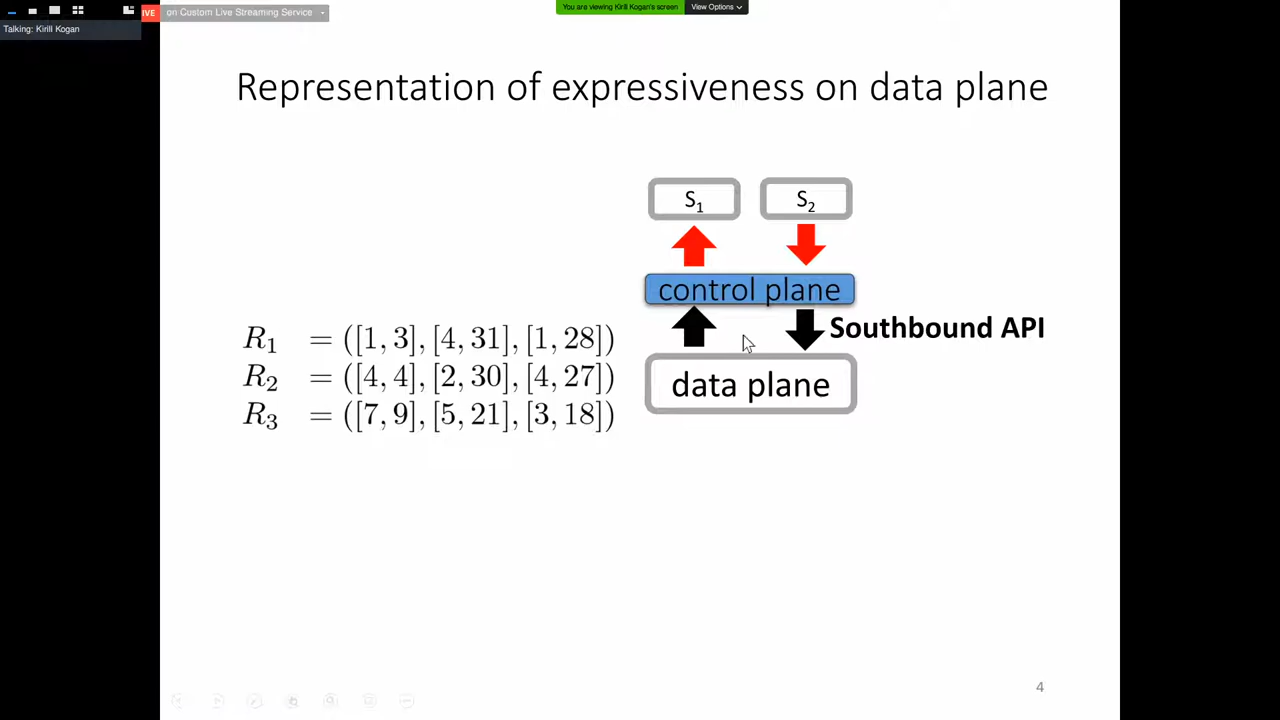 You are viewing Kirill Kogan's screen
View Options
IVE
on Custom Live Streaming Service
Talking: Kirill Kogan
Representation of expressiveness on data plane
S1
S2
control plane
Southbound API
data plane
R1 = ([1, 3], [4, 31], [1, 28])
R2 = ([4, 4], [2, 30], [4, 27])
R3 = ([7, 9], [5, 21], [3, 18])
4